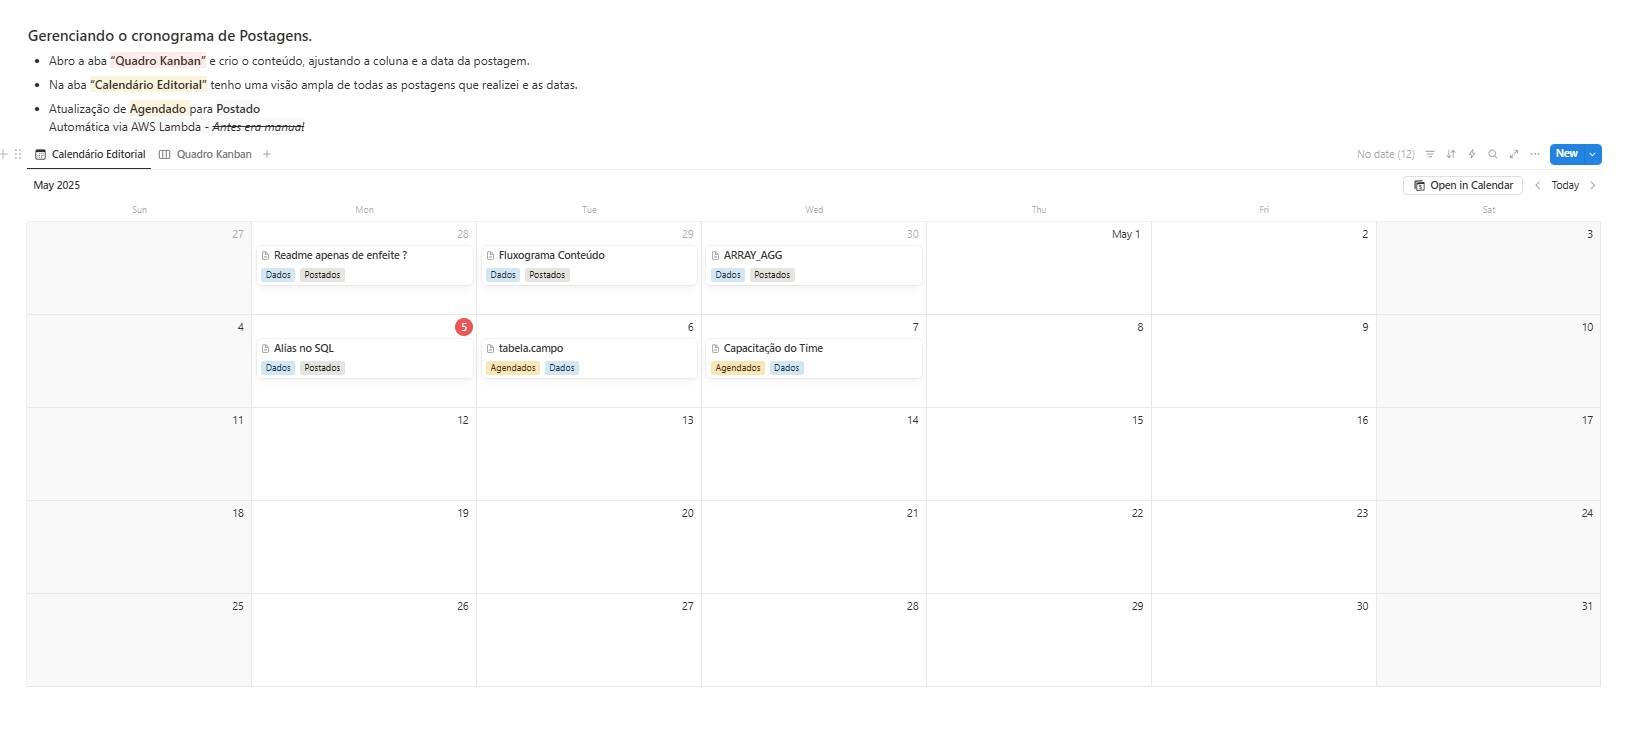 Gerenciando o cronograma de Postagens.
Abro a aba “Quadro Kanban” e crio o conteúdo, ajustando a coluna e a data da postagem.
Na aba “Calendário Editorial” tenho uma visão ampla de todas as postagens que realizei e as datas.
Atualização de Agendado para Postado
Automática via AWS Lambda - Antes era manual
Calendário Editorial Quadro Kanban No date (12) New
May 2025 Open in Calendar Today
Sun Mon Tue Wed Thu Fri Sat
27 28 29 30 May 1 2 3
Readme apenas de enfeite ? Fluxograma Conteúdo ARRAY_AGG
Dados Postados Dados Postados Dados Postados
4 5 6 7 8 9 10
Alias no SQL tabela.campo Capacitação do Time
Dados Postados Agendados Dados Agendados Dados
11 12 13 14 15 16 17
18 19 20 21 22 23 24
25 26 27 28 29 30 31